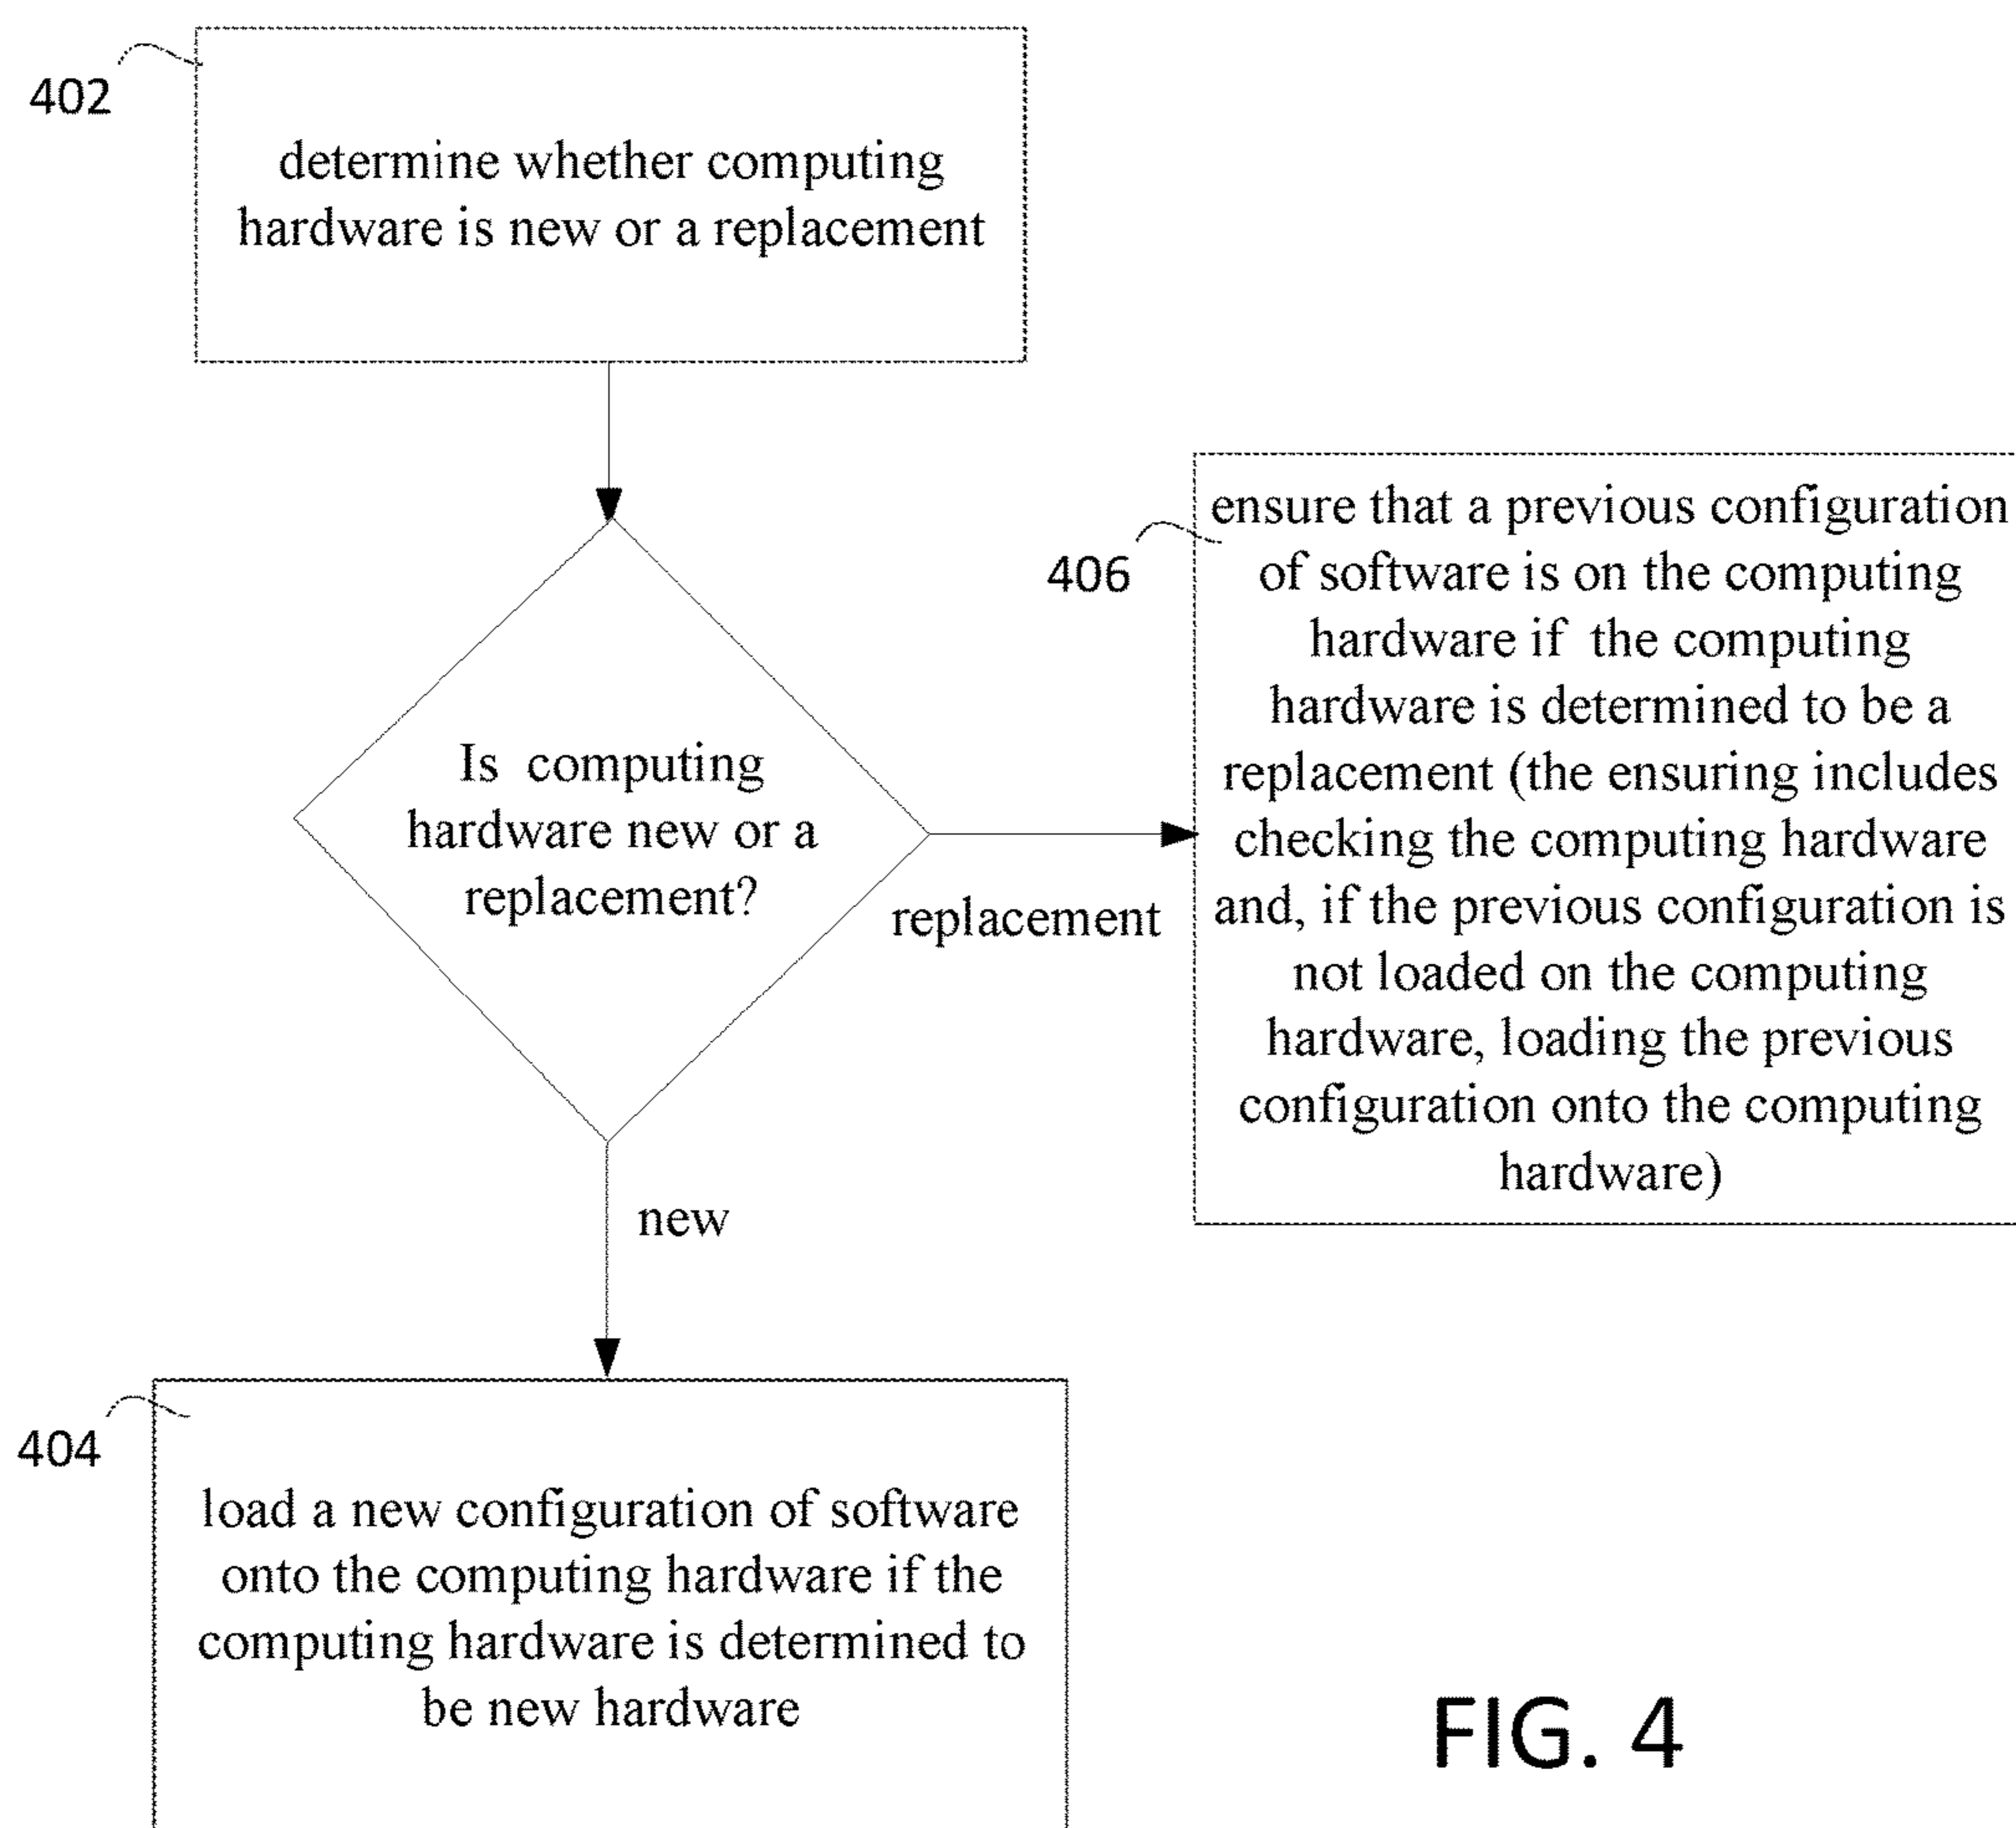 402
determine whether computing
hardware is new or a replacement
406
ensure that a previous configuration
of software is on the computing
hardware if the computing
hardware is determined to be a
replacement (the ensuring includes
checking the computing hardware
and, if the previous configuration is
not loaded on the computing
hardware, loading the previous
configuration onto the computing
hardware)
Is computing
hardware new or a
replacement?
replacement
new
404
load a new configuration of software
onto the computing hardware if the
computing hardware is determined to
be new hardware
FIG. 4